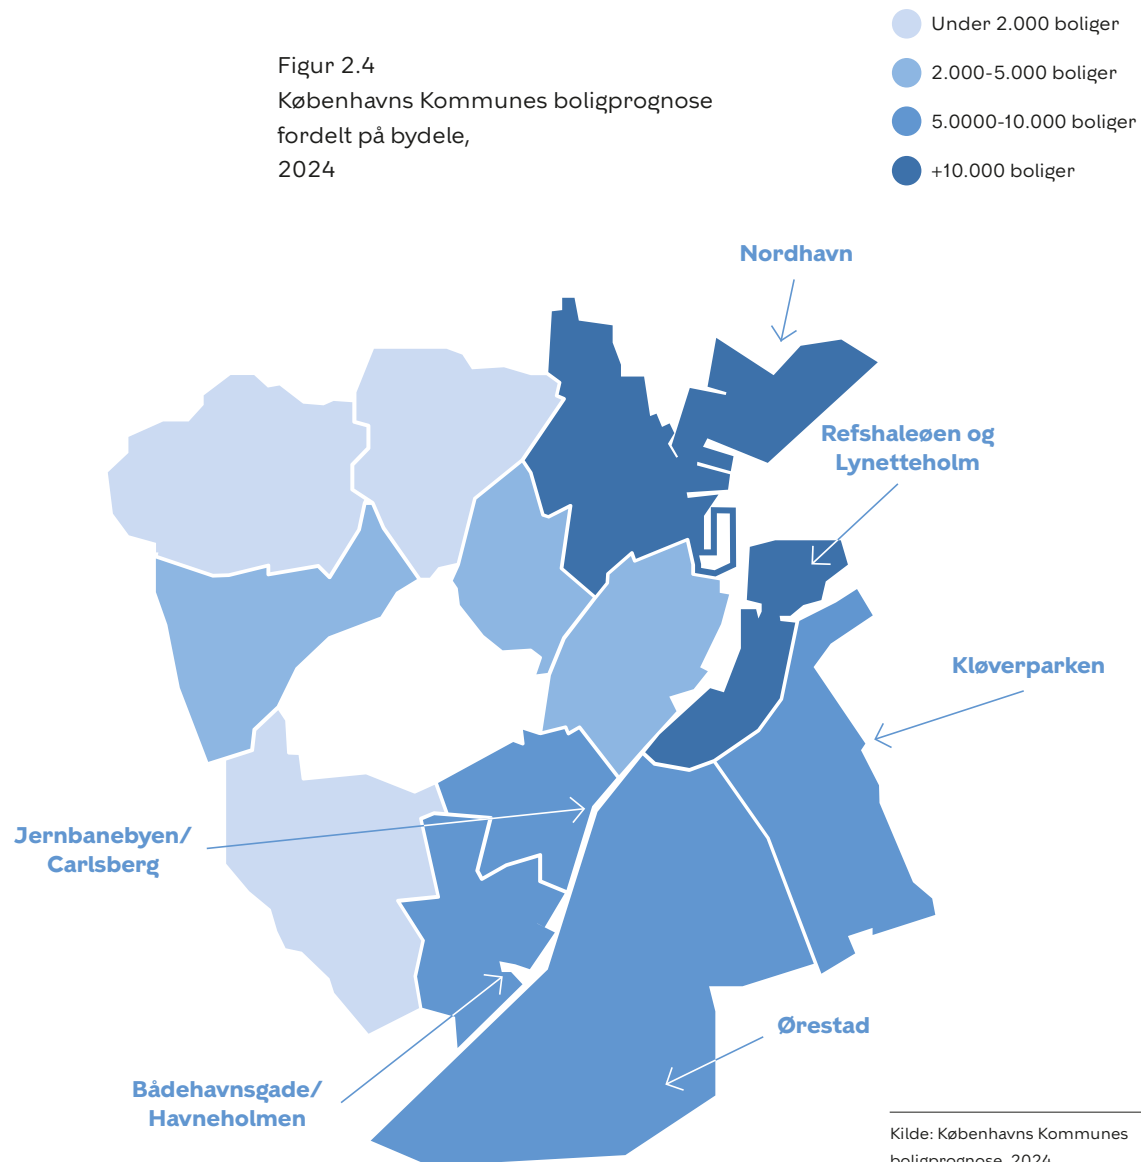 Under 2.000 boliger
2.000-5.000 boliger
5.0000-10.000 boliger
+10.000 boliger
Figur 2.4
Københavns Kommunes boligprognose
fordelt på bydele,
2024
Nordhavn
Refshaleøen og
Lynetteholm
Kløverparken
Jernbanebyen/
Carlsberg
Ørestad
Bådehavnsgade/
Havneholmen
Kilde: Københavns Kommunes
boligprognose, 2024